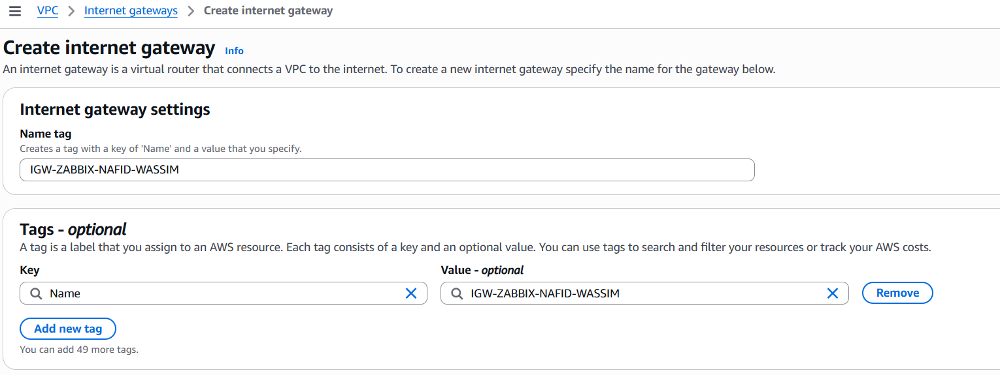 VPC > Internet gateways > Create internet gateway
Create internet gateway Info
An internet gateway is a virtual router that connects a VPC to the internet. To create a new internet gateway specify the name for the gateway below.
Internet gateway settings
Name tag
Creates a tag with a key of 'Name' and a value that you specify.
IGW-ZABBIX-NAFID-WASSIM
Tags - optional
A tag is a label that you assign to an AWS resource. Each tag consists of a key and an optional value. You can use tags to search and filter your resources or track your AWS costs.
Key Value - optional
Name IGW-ZABBIX-NAFID-WASSIM Remove
Add new tag
You can add 49 more tags.